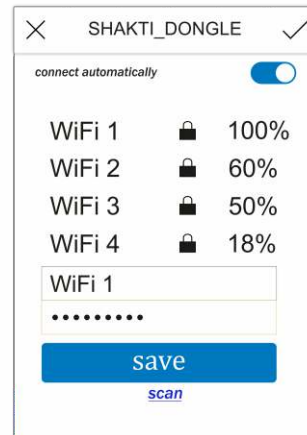 SHAKTI_DONGLE
connect automatically
WiFi 1 100%
WiFi 2 60%
WiFi 3 50%
WiFi 4 18%
WiFi 1
•••••••••
save
scan